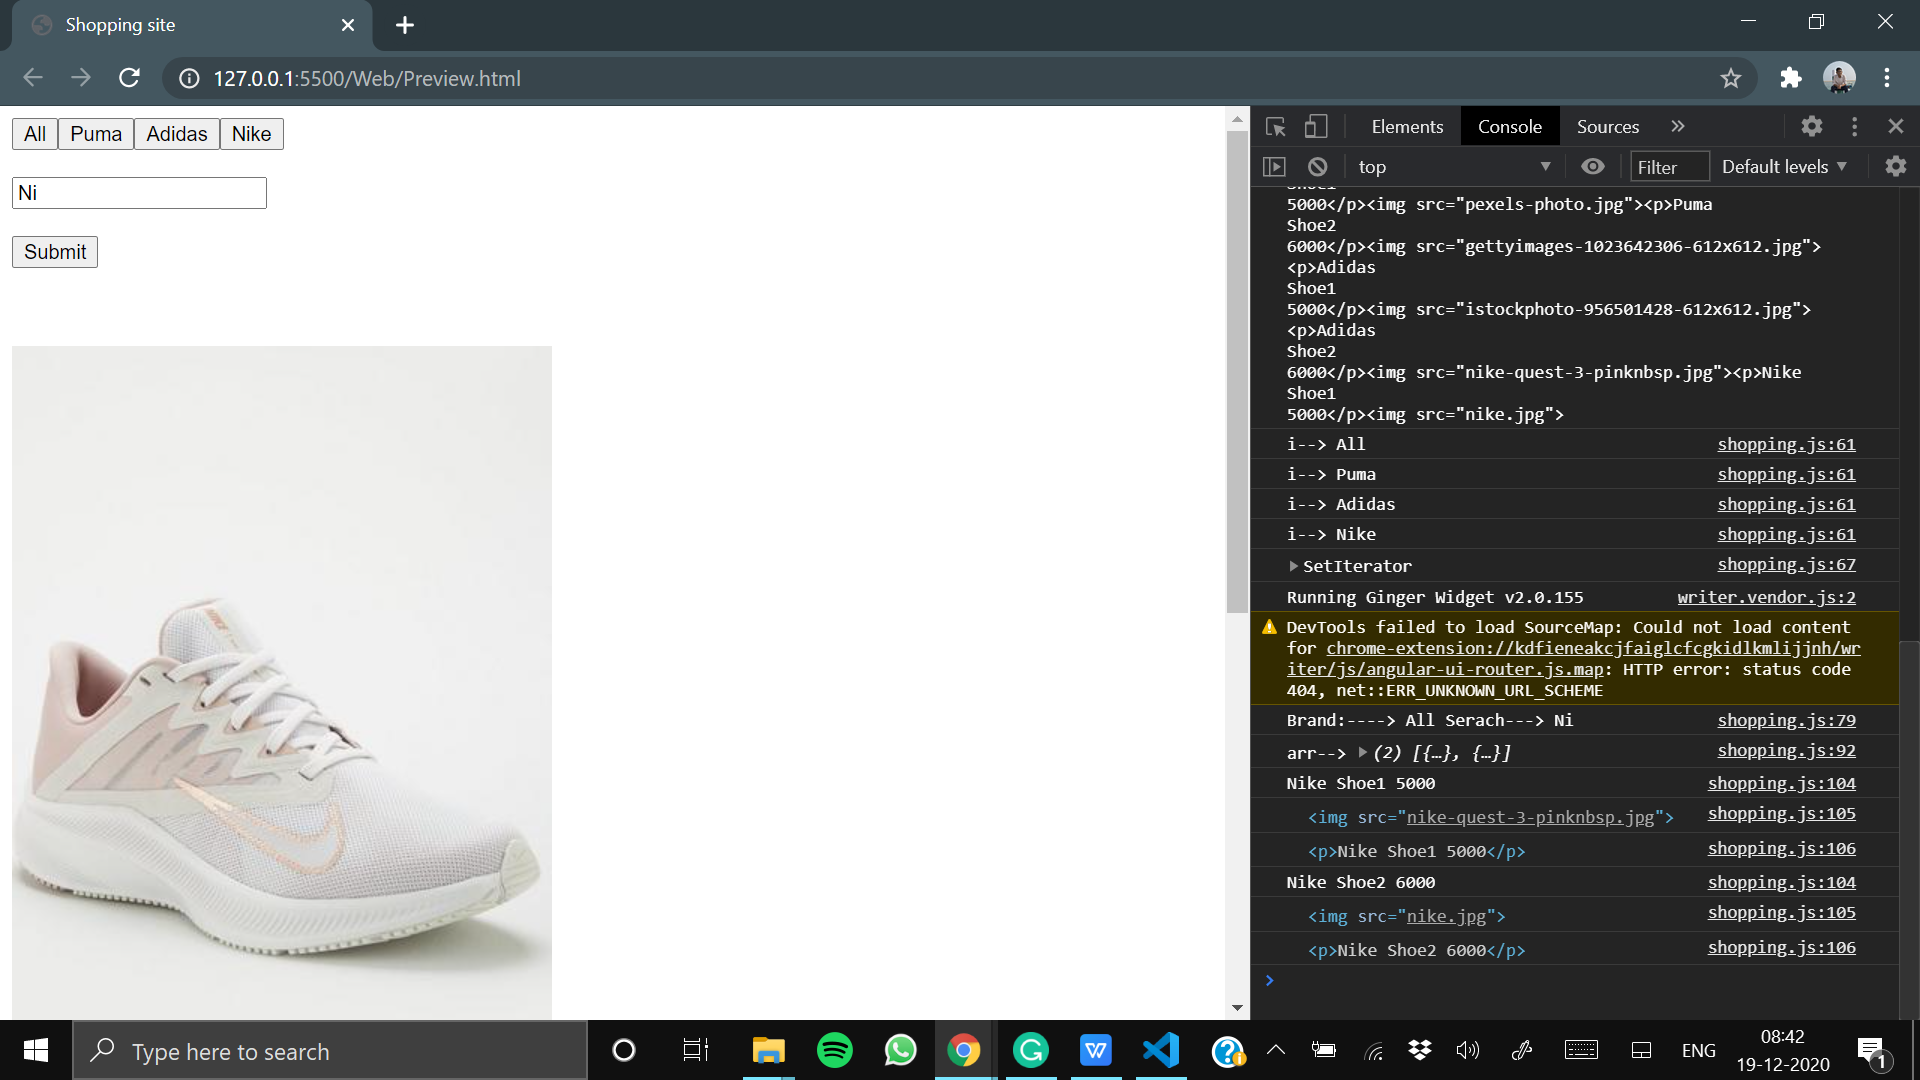 Shopping site
127.0.0.1:5500/Web/Preview.html
All Puma Adidas Nike
Ni
Submit
Elements Console Sources »
top Filter Default levels
5000</p><img src="pexels-photo.jpg"><p>Puma
Shoe2
6000</p><img src="gettyimages-1023642306-612x612.jpg">
<p>Adidas
Shoe1
5000</p><img src="istockphoto-956501428-612x612.jpg">
<p>Adidas
Shoe2
6000</p><img src="nike-quest-3-pinknbsp.jpg"><p>Nike
Shoe1
5000</p><img src="nike.jpg">
i--> All shopping.js:61
i--> Puma shopping.js:61
i--> Adidas shopping.js:61
i--> Nike shopping.js:61
SetIterator shopping.js:67
Running Ginger Widget v2.0.155 writer.vendor.js:2
DevTools failed to load SourceMap: Could not load content
for chrome-extension://kdfieneakcjfaiglcfcgkidlkmlijjnh/wr
iter/js/angular-ui-router.js.map: HTTP error: status code
404, net::ERR_UNKNOWN_URL_SCHEME
Brand:----> All Serach---> Ni shopping.js:79
arr--> (2) [{…}, {…}] shopping.js:92
Nike Shoe1 5000 shopping.js:104
<img src="nike-quest-3-pinknbsp.jpg"> shopping.js:105
<p>Nike Shoe1 5000</p> shopping.js:106
Nike Shoe2 6000 shopping.js:104
<img src="nike.jpg"> shopping.js:105
<p>Nike Shoe2 6000</p> shopping.js:106
Type here to search
ENG
08:42
19-12-2020
1